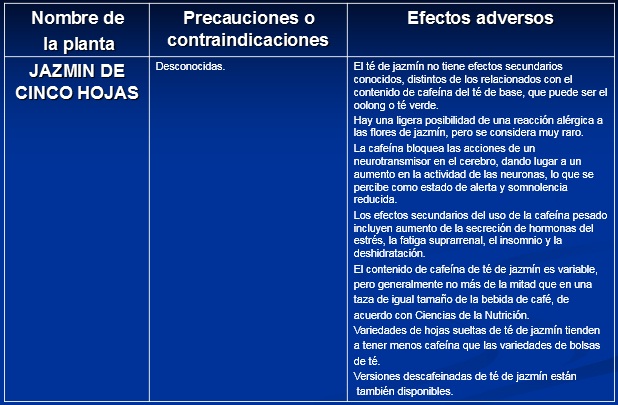 Nombre de
la planta
Precauciones o
contraindicaciones
Efectos adversos
JAZMIN DE
CINCO HOJAS
Desconocidas.
El té de jazmín no tiene efectos secundarios
conocidos, distintos de los relacionados con el
contenido de cafeína del té de base, que puede ser el
oolong o té verde.
Hay una ligera posibilidad de una reacción alérgica a
las flores de jazmín, pero se considera muy raro.
La cafeína bloquea las acciones de un
neurotransmisor en el cerebro, dando lugar a un
aumento en la actividad de las neuronas, lo que se
percibe como estado de alerta y somnolencia
reducida.
Los efectos secundarios del uso de la cafeína pesado
incluyen aumento de la secreción de hormonas del
estrés, la fatiga suprarrenal, el insomnio y la
deshidratación.
El contenido de cafeína de té de jazmín es variable,
pero generalmente no más de la mitad que en una
taza de igual tamaño de la bebida de café, de
acuerdo con Ciencias de la Nutrición.
Variedades de hojas sueltas de té de jazmín tienden
a tener menos cafeína que las variedades de bolsas
de té.
Versiones descafeinadas de té de jazmín están
también disponibles.